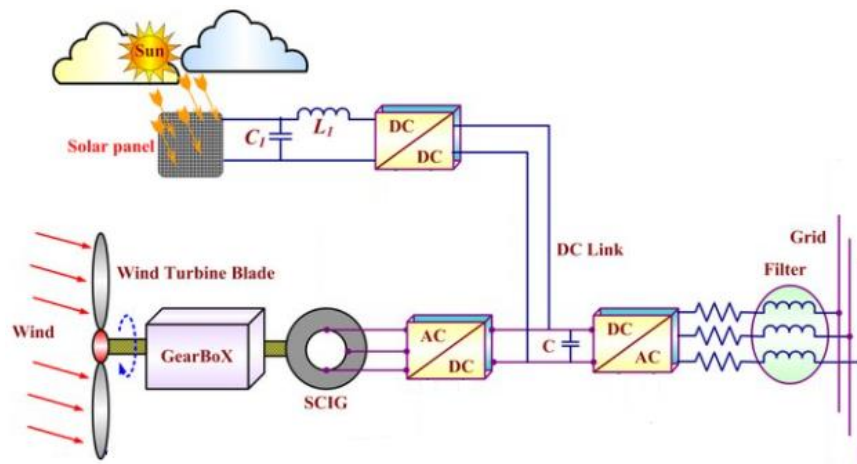 Sun
Solar panel
C1
L1
DC
DC
Wind Turbine Blade
DC Link
Grid
Filter
Wind
GearBoX
SCIG
AC
DC
C
DC
AC